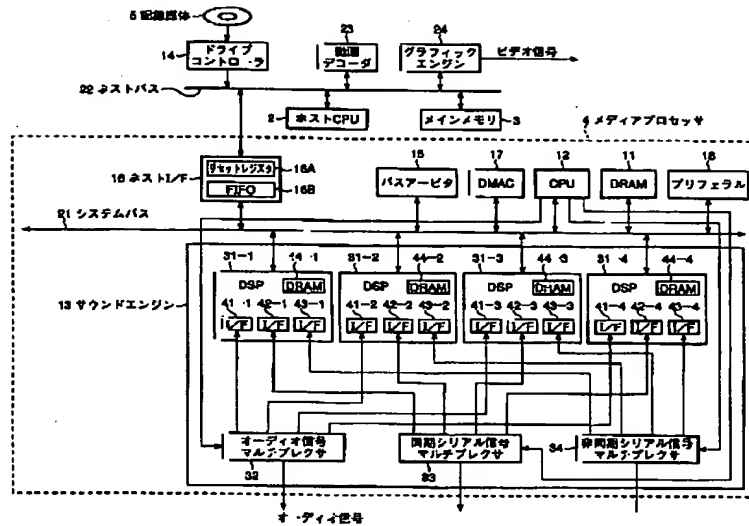 5 記録媒体
14
ドライブ
コントローラ
23
動画
デコーダ
24
グラフィック
エンジン
ビデオ信号
22 ホストバス
2
ホストCPU
メインメモリ
3
4 メディアプロセッサ
16 ホストI/F
リセットレジスタ
16A
FIFO
16B
15
バスアービタ
17
DMAC
12
CPU
11
DRAM
18
プリフェラル
21 システムバス
13 サウンドエンジン
31-1
DSP
44-1
DRAM
41-1
I/F
42-1
I/F
43-1
I/F
31-2
DSP
44-2
DRAM
41-2
I/F
42-2
I/F
43-2
I/F
31-3
DSP
44-3
DRAM
41-3
I/F
42-3
I/F
43-3
I/F
31-4
DSP
44-4
DRAM
41-4
I/F
42-4
I/F
43-4
I/F
オーディオ信号
マルチプレクサ
32
同期シリアル信号
マルチプレクサ
33
34
非同期シリアル信号
マルチプレクサ
オーディオ信号